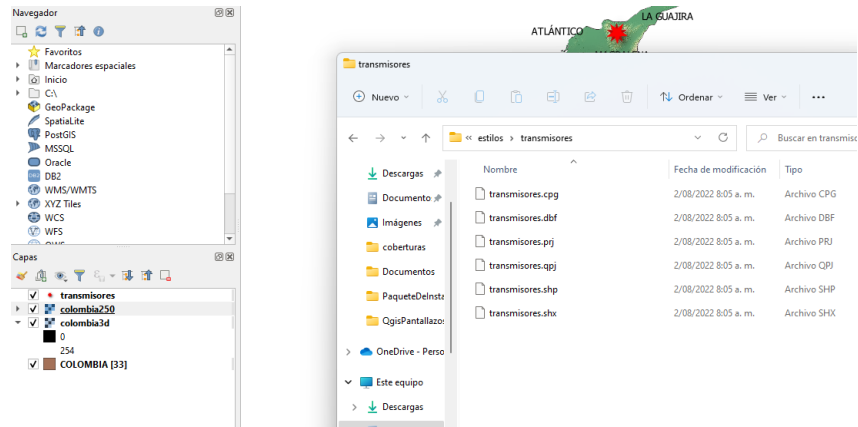 Navegador
Favoritos
Marcadores espaciales
Inicio
C:\
GeoPackage
SpatiaLite
PostGIS
MSSQL
Oracle
DB2
WMS/WMTS
XYZ Tiles
WCS
WFS
Capas
transmisores
colombia250
colombia3d
0
254
COLOMBIA [33]
LA GUAJIRA
ATLÁNTICO
transmisores
Nuevo
Ordenar
Ver
« estilos > transmisores
Buscar en transmisc
Descargas
Documento
Imágenes
coberturas
Documentos
PaqueteDeInsta
QgisPantallazos
OneDrive - Perso
Este equipo
Descargas
Nombre Fecha de modificación Tipo
transmisores.cpg 2/08/2022 8:05 a. m. Archivo CPG
transmisores.dbf 2/08/2022 8:05 a. m. Archivo DBF
transmisores.prj 2/08/2022 8:05 a. m. Archivo PRJ
transmisores.qpj 2/08/2022 8:05 a. m. Archivo QPJ
transmisores.shp 2/08/2022 8:05 a. m. Archivo SHP
transmisores.shx 2/08/2022 8:05 a. m. Archivo SHX